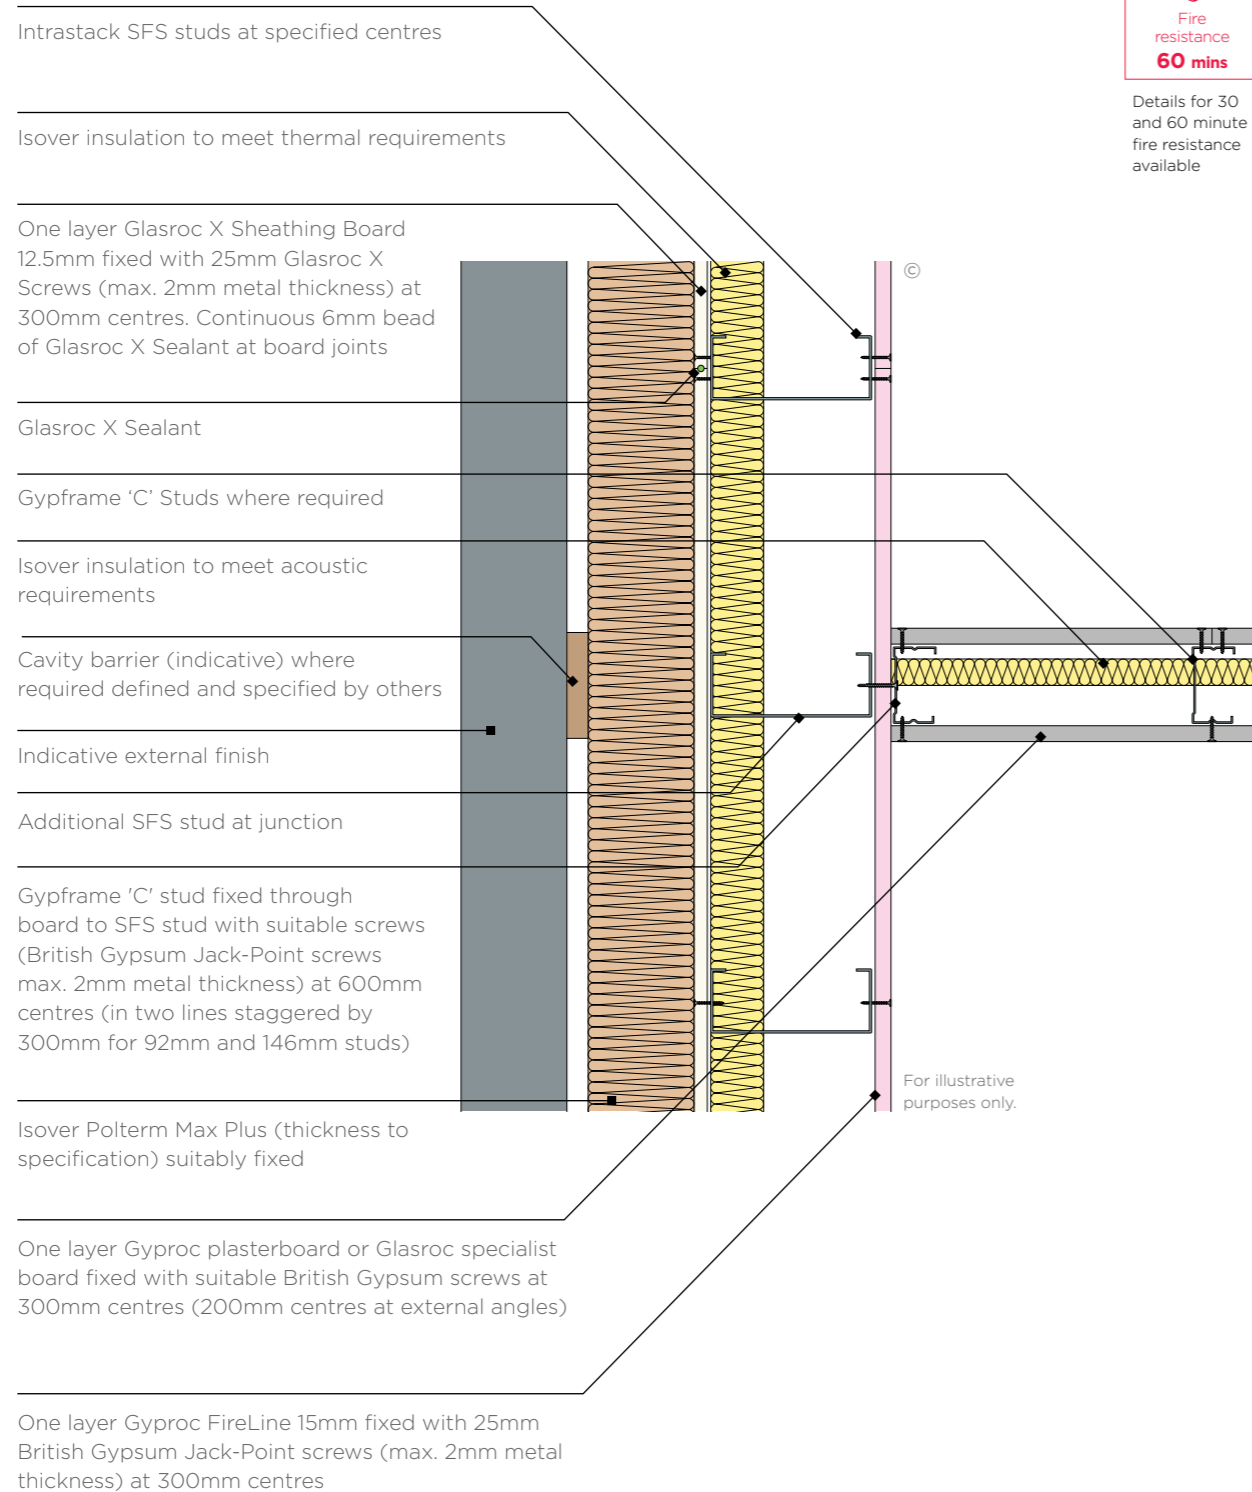 Intrastack SFS studs at specified centres
Fire
resistance
60 mins
Details for 30
and 60 minute
fire resistance
available
Isover insulation to meet thermal requirements
One layer Glasroc X Sheathing Board
12.5mm fixed with 25mm Glasroc X
Screws (max. 2mm metal thickness) at
300mm centres. Continuous 6mm bead
of Glasroc X Sealant at board joints
©
Glasroc X Sealant
Gypframe ‘C’ Studs where required
Isover insulation to meet acoustic
requirements
Cavity barrier (indicative) where
required defined and specified by others
Indicative external finish
Additional SFS stud at junction
Gypframe 'C' stud fixed through
board to SFS stud with suitable screws
(British Gypsum Jack-Point screws
max. 2mm metal thickness) at 600mm
centres (in two lines staggered by
300mm for 92mm and 146mm studs)
For illustrative
purposes only.
Isover Polterm Max Plus (thickness to
specification) suitably fixed
One layer Gyproc plasterboard or Glasroc specialist
board fixed with suitable British Gypsum screws at
300mm centres (200mm centres at external angles)
One layer Gyproc FireLine 15mm fixed with 25mm
British Gypsum Jack-Point screws (max. 2mm metal
thickness) at 300mm centres